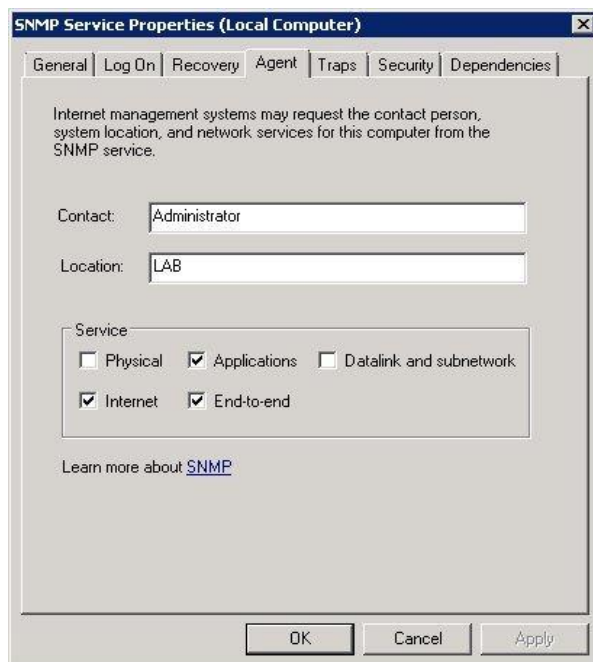 SNMP Service Properties (Local Computer)
General Log On Recovery Agent Traps Security Dependencies
Internet management systems may request the contact person,
system location, and network services for this computer from the
SNMP service.
Contact: Administrator
Location: LAB
Service
Physical Applications Datalink and subnetwork
Internet End-to-end
Learn more about SNMP
OK Cancel Apply